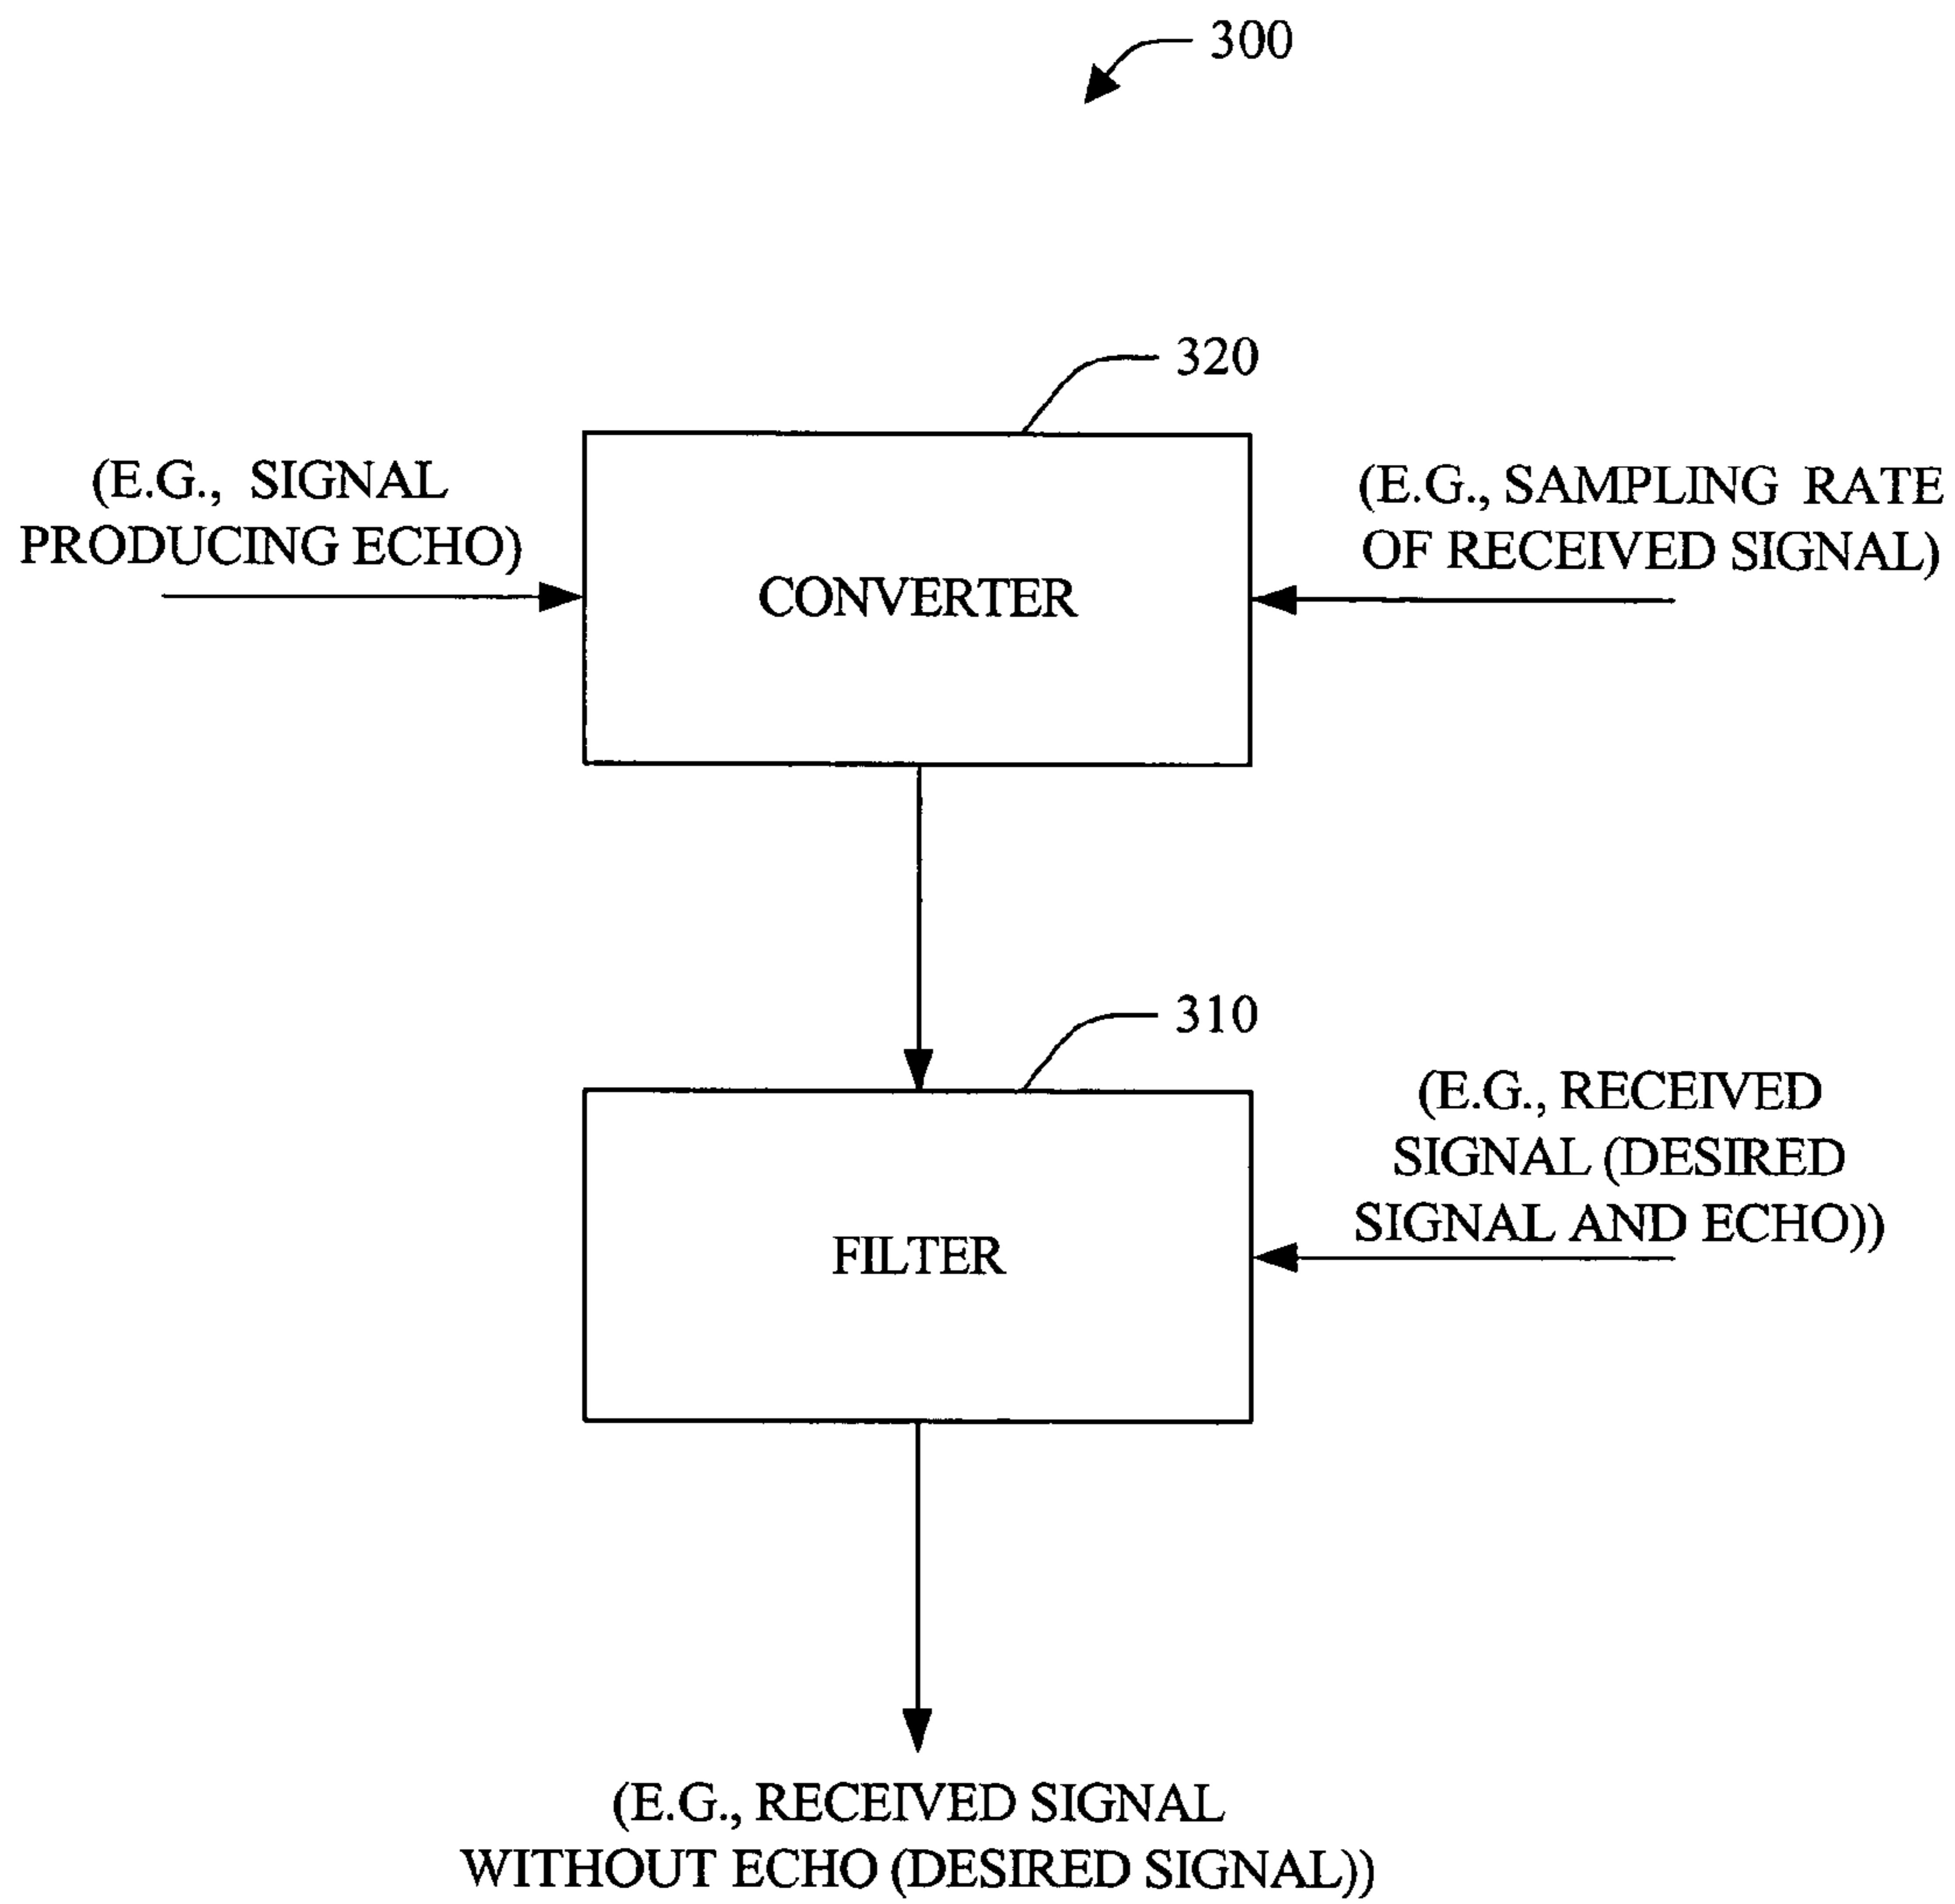 300
320
(E.G., SIGNAL
PRODUCING ECHO)
(E.G., SAMPLING RATE
OF RECEIVED SIGNAL)
CONVERTER
310
(E.G., RECEIVED
SIGNAL (DESIRED
SIGNAL AND ECHO))
FILTER
(E.G., RECEIVED SIGNAL
WITHOUT ECHO (DESIRED SIGNAL))